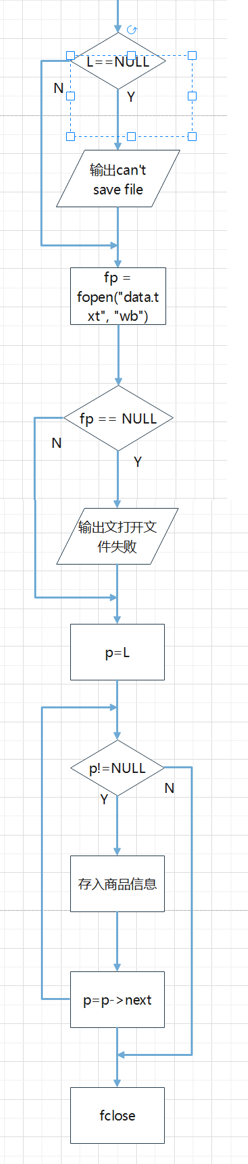 L==NULL
N
Y
输出can't
save file
fp =
fopen("data.t
xt", "wb")
fp == NULL
N
Y
输出文打开文
件失败
p=L
p!=NULL
Y
N
存入商品信息
p=p->next
fclose